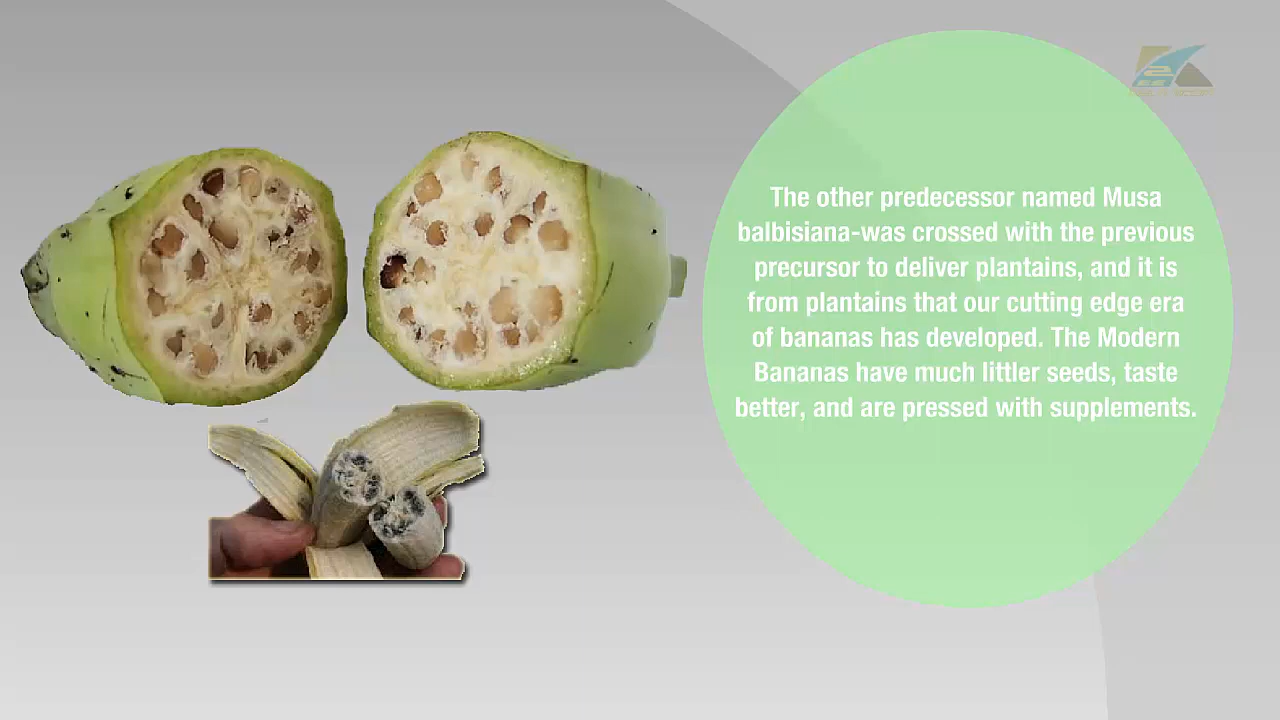 The other predecessor named Musa
balbisiana-was crossed with the previous
precursor to deliver plantains, and it is
from plantains that our cutting edge era
of bananas has developed. The Modern
Bananas have much littler seeds, taste
better, and are pressed with supplements.